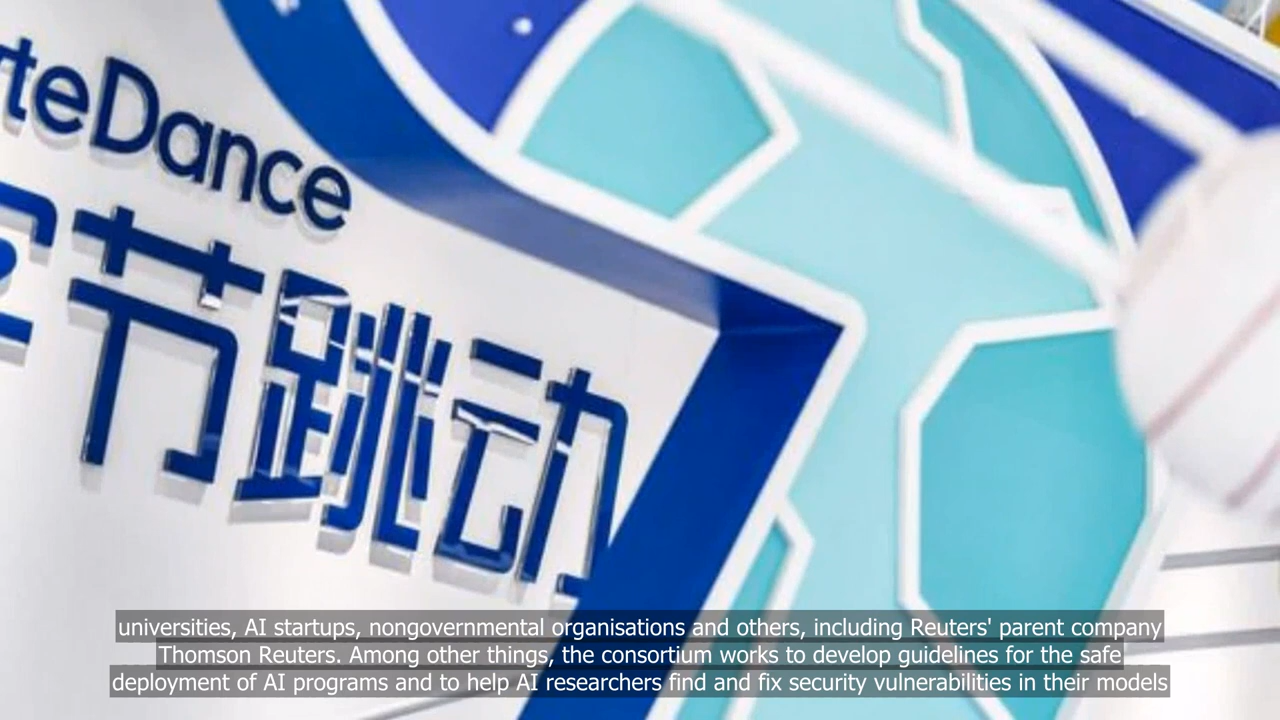 teDance
节跳动
universities, AI startups, nongovernmental organisations and others, including Reuters' parent company
Thomson Reuters. Among other things, the consortium works to develop guidelines for the safe
deployment of AI programs and to help AI researchers find and fix security vulnerabilities in their models